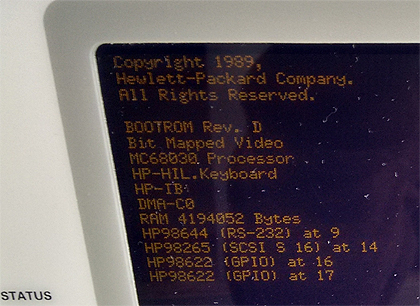 Copyright 1989,
Hewlett-Packard Company.
All Rights Reserved.
BOOTROM Rev. D
Bit Mapped Video
MC68030 Processor
HP-HIL.Keyboard
HP-IB
DMA-C0
RAM 4194052 Bytes
HP98644 (RS-232) at 9
HP98265 (SCSI S 16) at 14
HP98622 (GPIO) at 16
HP98622 (GPIO) at 17
STATUS